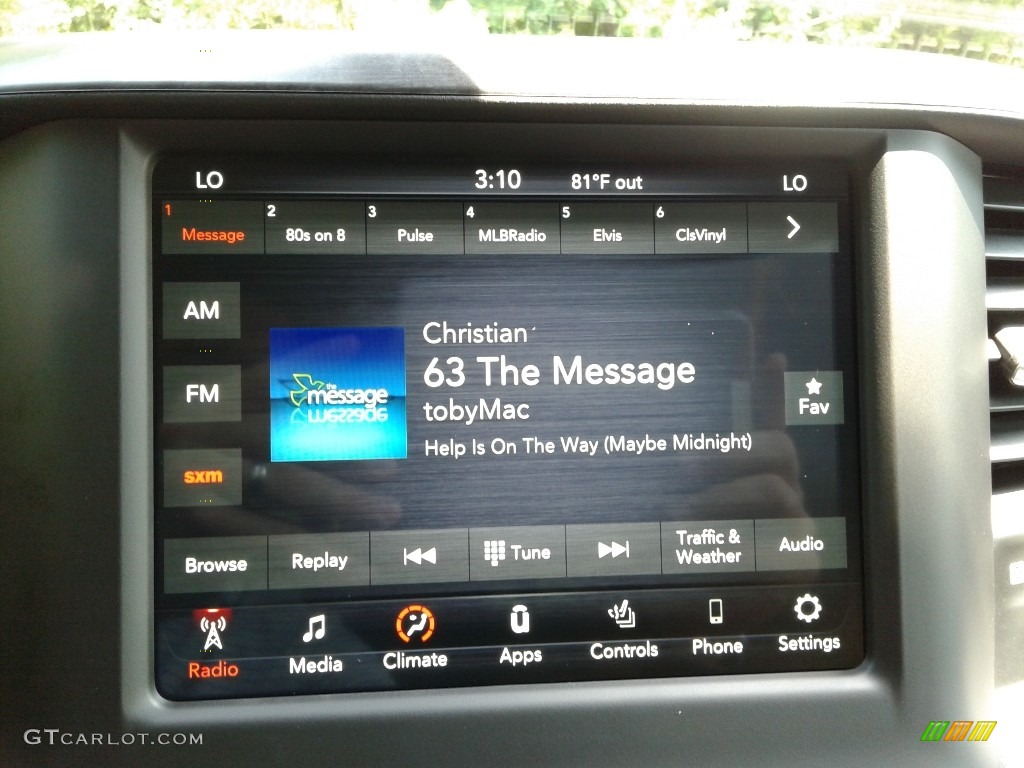 LO 3:10 81°F out LO
1 Message 2 80s on 8 3 Pulse 4 MLBRadio 5 Elvis 6 ClsVinyl
AM
FM
sxm
the
message
Christian
63 The Message
tobyMac
Help Is On The Way (Maybe Midnight)
Fav
Browse Replay Tune Traffic & Weather Audio
Radio Media Climate Apps Controls Phone Settings
GTCARLOT.COM